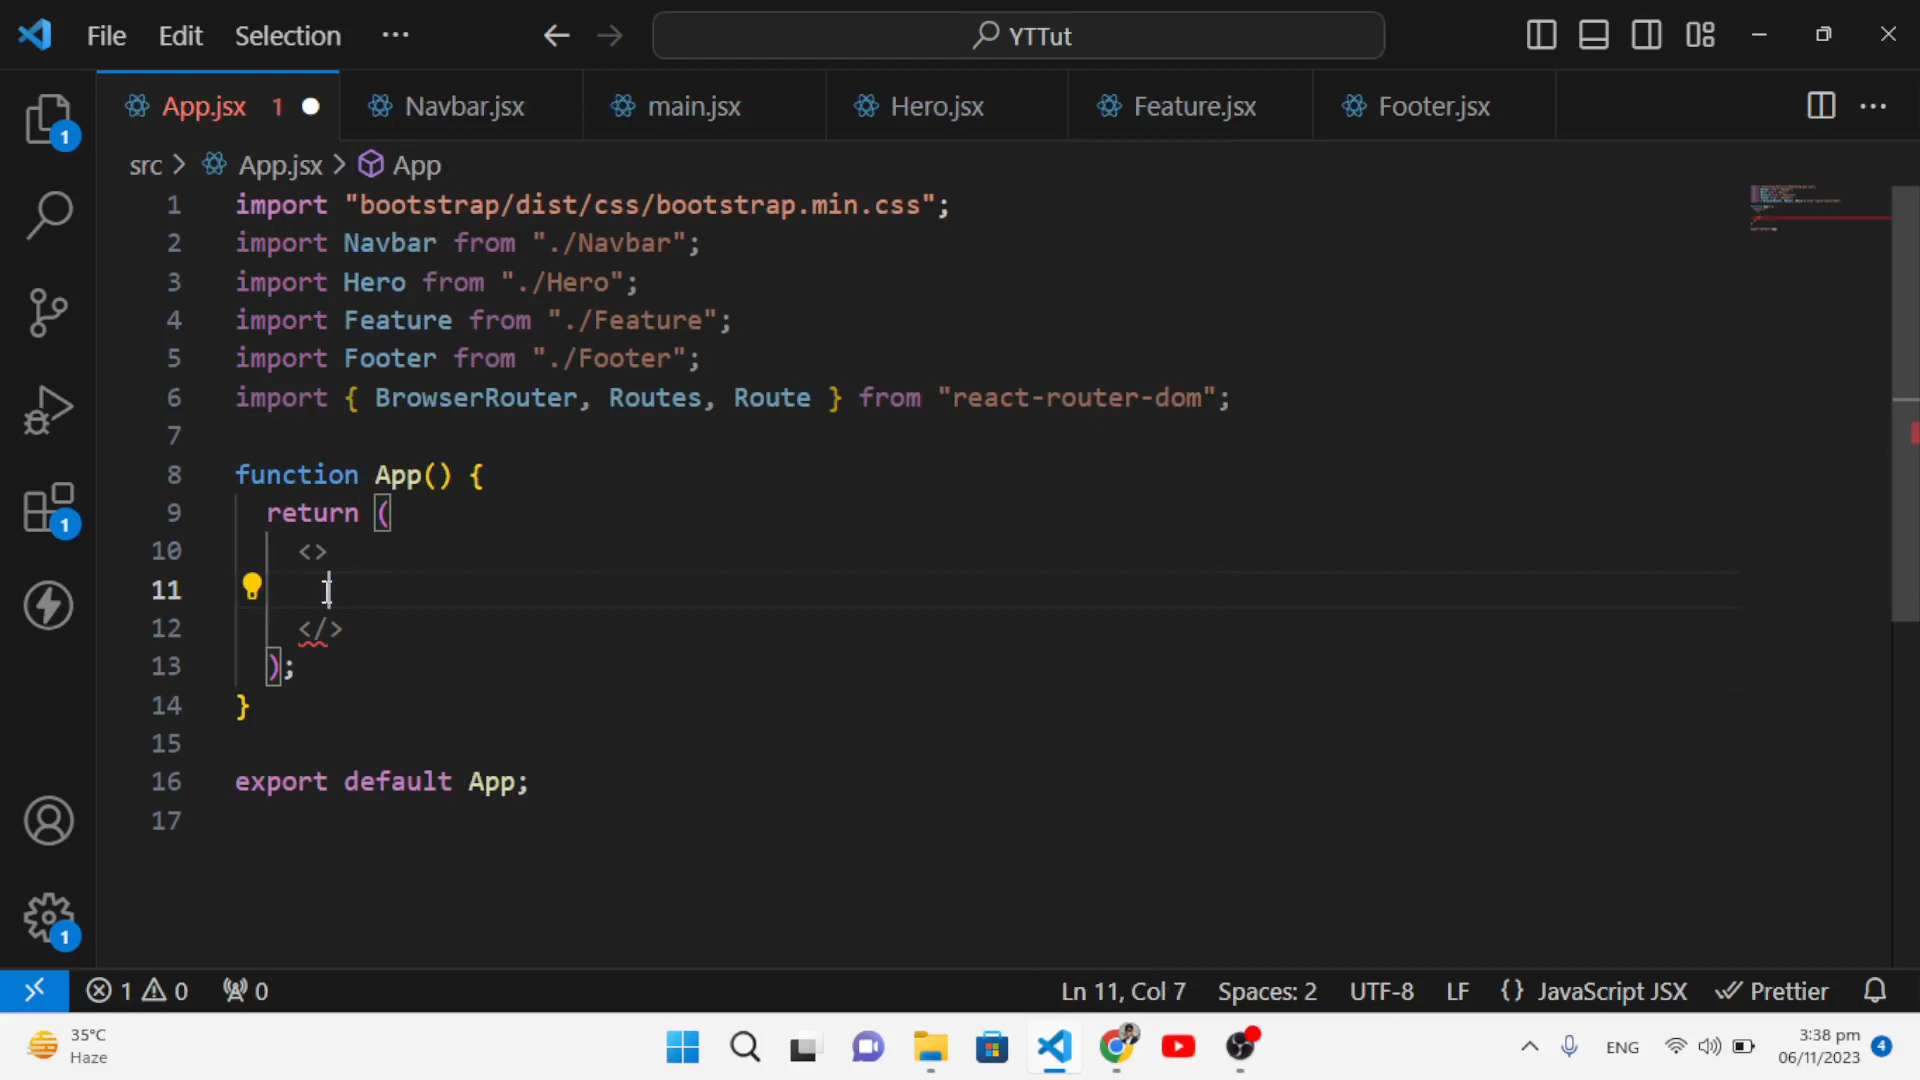 File Edit Selection ··· YTTut
App.jsx 1 Navbar.jsx main.jsx Hero.jsx Feature.jsx Footer.jsx
src > App.jsx > App
1 import "bootstrap/dist/css/bootstrap.min.css";
2 import Navbar from "./Navbar";
3 import Hero from "./Hero";
4 import Feature from "./Feature";
5 import Footer from "./Footer";
6 import { BrowserRouter, Routes, Route } from "react-router-dom";
7
8 function App() {
9 return (
10 <>
11
12 </>
13 );
14 }
15
16 export default App;
17
1
1
1
1 0 0 Ln 11, Col 7 Spaces: 2 UTF-8 LF {} JavaScript JSX Prettier
35°C
Haze
ENG
3:38 pm
06/11/2023
4